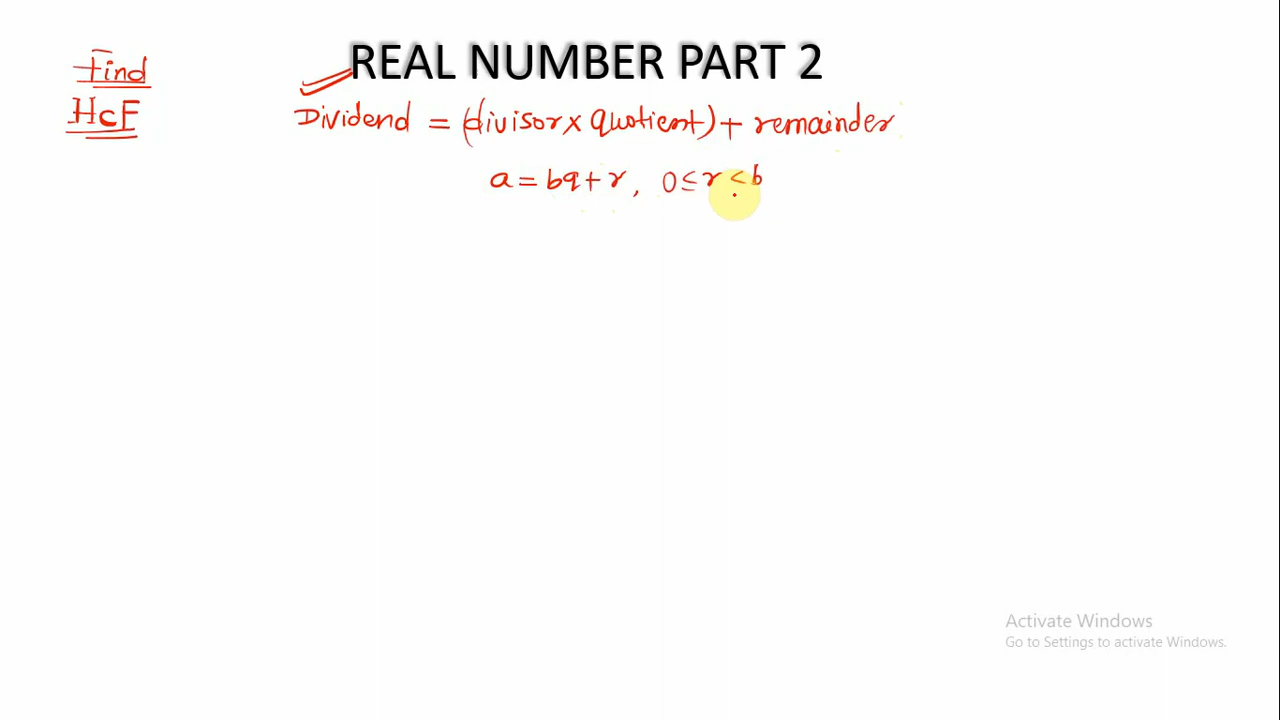 REAL NUMBER PART 2
Find
HCF
Dividend = (divisor x quotient) + remainder
a = bq + r, 0 ≤ r < b
Activate Windows
Go to Settings to activate Windows.